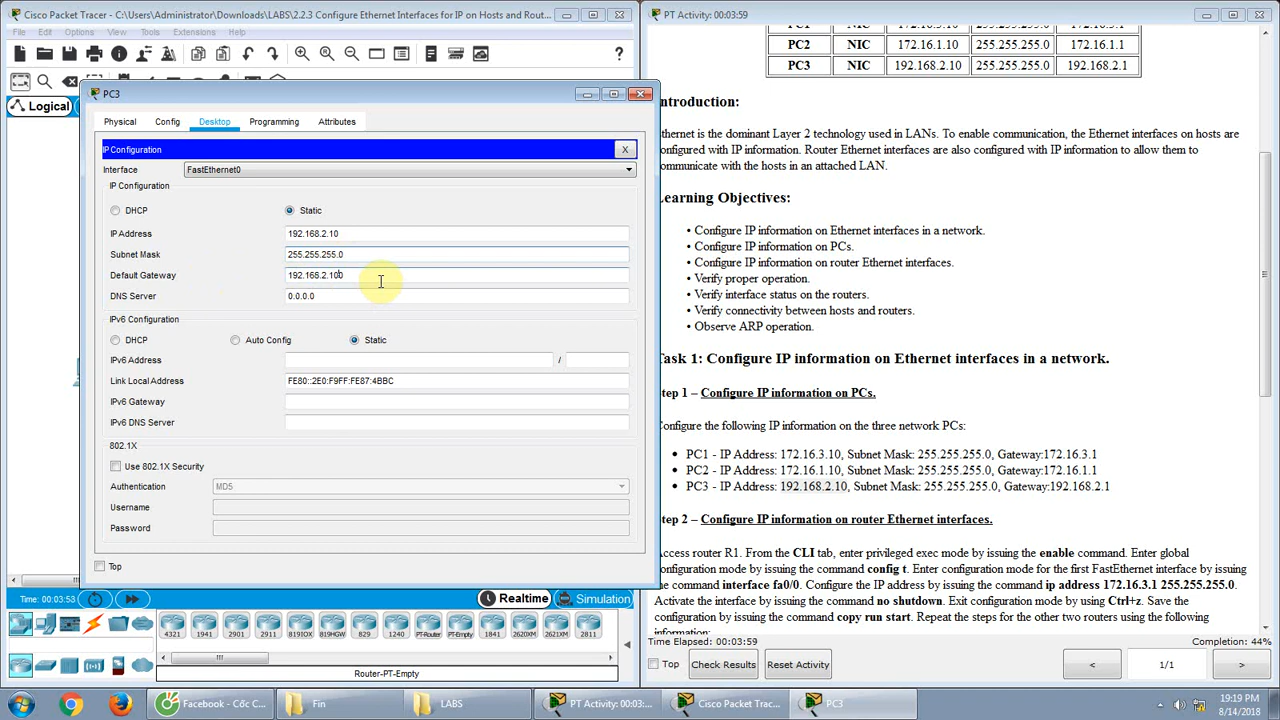 Cisco Packet Tracer - C:\Users\Administrator\Downloads\LABS\2.2.3 Configure Ethernet Interfaces for IP on Hosts and Rout...
File Edit Options View Tools Extensions Help
Logical
PC3
Physical Config Desktop Programming Attributes
IP Configuration X
Interface FastEthernet0
IP Configuration
DHCP Static
IP Address 192.168.2.10
Subnet Mask 255.255.255.0
Default Gateway 192.168.2.10
DNS Server 0.0.0.0
IPv6 Configuration
DHCP Auto Config Static
IPv6 Address /
Link Local Address FE80::2E0:F9FF:FE87:4BBC
IPv6 Gateway
IPv6 DNS Server
802.1X
Use 802.1X Security
Authentication MD5
Username
Password
Top
Time: 00:03:53 Realtime Simulation
4321 1941 2901 2911 819IOX 819HGW 829 1240 PT-Router PT-Empty 1841 2620XM 2621XM 2811
Router-PT-Empty
PT Activity: 00:03:59
PC2 NIC 172.16.1.10 255.255.255.0 172.16.1.1
PC3 NIC 192.168.2.10 255.255.255.0 192.168.2.1
ntroduction:
thernet is the dominant Layer 2 technology used in LANs. To enable communication, the Ethernet interfaces on hosts are
onfigured with IP information. Router Ethernet interfaces are also configured with IP information to allow them to
ommunicate with the hosts in an attached LAN.
earning Objectives:
• Configure IP information on Ethernet interfaces in a network.
• Configure IP information on PCs.
• Configure IP information on router Ethernet interfaces.
• Verify proper operation.
• Verify interface status on the routers.
• Verify connectivity between hosts and routers.
• Observe ARP operation.
ask 1: Configure IP information on Ethernet interfaces in a network.
tep 1 – Configure IP information on PCs.
onfigure the following IP information on the three network PCs:
• PC1 - IP Address: 172.16.3.10, Subnet Mask: 255.255.255.0, Gateway:172.16.3.1
• PC2 - IP Address: 172.16.1.10, Subnet Mask: 255.255.255.0, Gateway:172.16.1.1
• PC3 - IP Address: 192.168.2.10, Subnet Mask: 255.255.255.0, Gateway:192.168.2.1
tep 2 – Configure IP information on router Ethernet interfaces.
ccess router R1. From the CLI tab, enter privileged exec mode by issuing the enable command. Enter global
onfiguration mode by issuing the command config t. Enter configuration mode for the first FastEthernet interface by issuing
he command interface fa0/0. Configure the IP address by issuing the command ip address 172.16.3.1 255.255.255.0.
ctivate the interface by issuing the command no shutdown. Exit configuration mode by using Ctrl+z. Save the
onfiguration by issuing the command copy run start. Repeat the steps for the other two routers using the following
nformation:
Time Elapsed: 00:03:59 Completion: 44%
Top Check Results Reset Activity < 1/1 >
Facebook - Cốc C... Fin LABS PT Activity: 00:03:... Cisco Packet Trac... PC3
19:19 PM
8/14/2018